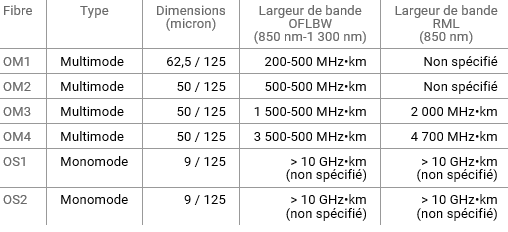 Fibre Type Dimensions (micron) Largeur de bande OFLBW (850 nm-1 300 nm) Largeur de bande RML (850 nm)
OM1 Multimode 62,5 / 125 200-500 MHz•km Non spécifié
OM2 Multimode 50 / 125 500-500 MHz•km Non spécifié
OM3 Multimode 50 / 125 1 500-500 MHz•km 2 000 MHz•km
OM4 Multimode 50 / 125 3 500-500 MHz•km 4 700 MHz•km
OS1 Monomode 9 / 125 > 10 GHz•km (non spécifié) > 10 GHz•km (non spécifié)
OS2 Monomode 9 / 125 > 10 GHz•km (non spécifié) > 10 GHz•km (non spécifié)